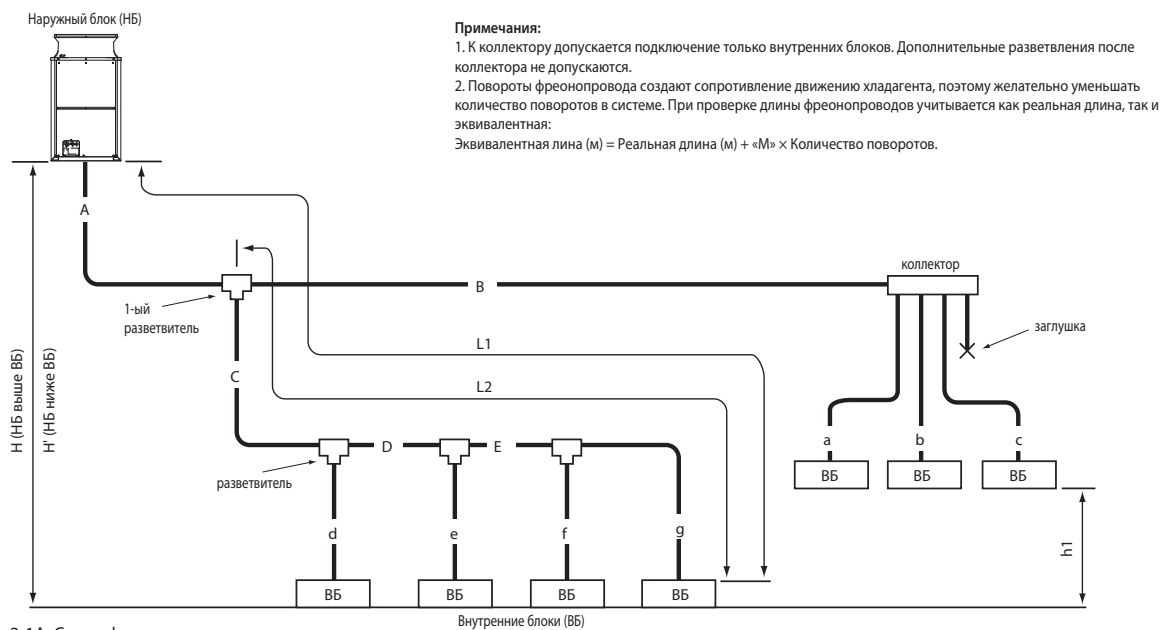 Наружный блок (НБ)
Примечания:
1. К коллектору допускается подключение только внутренних блоков. Дополнительные разветвления после
коллектора не допускаются.
2. Повороты фреонопровода создают сопротивление движению хладагента, поэтому желательно уменьшать
количество поворотов в системе. При проверке длины фреонопроводов учитывается как реальная длина, так и
эквивалентная:
Эквивалентная лина (м) = Реальная длина (м) + «М» × Количество поворотов.
A
коллектор
B
1-ый
разветвитель
заглушка
L1
H (НБ выше ВБ)
H' (НБ ниже ВБ)
C
L2
D
E
a
b
c
разветвитель
ВБ
ВБ
ВБ
d
e
f
g
h1
ВБ
ВБ
ВБ
ВБ
Внутренние блоки (ВБ)